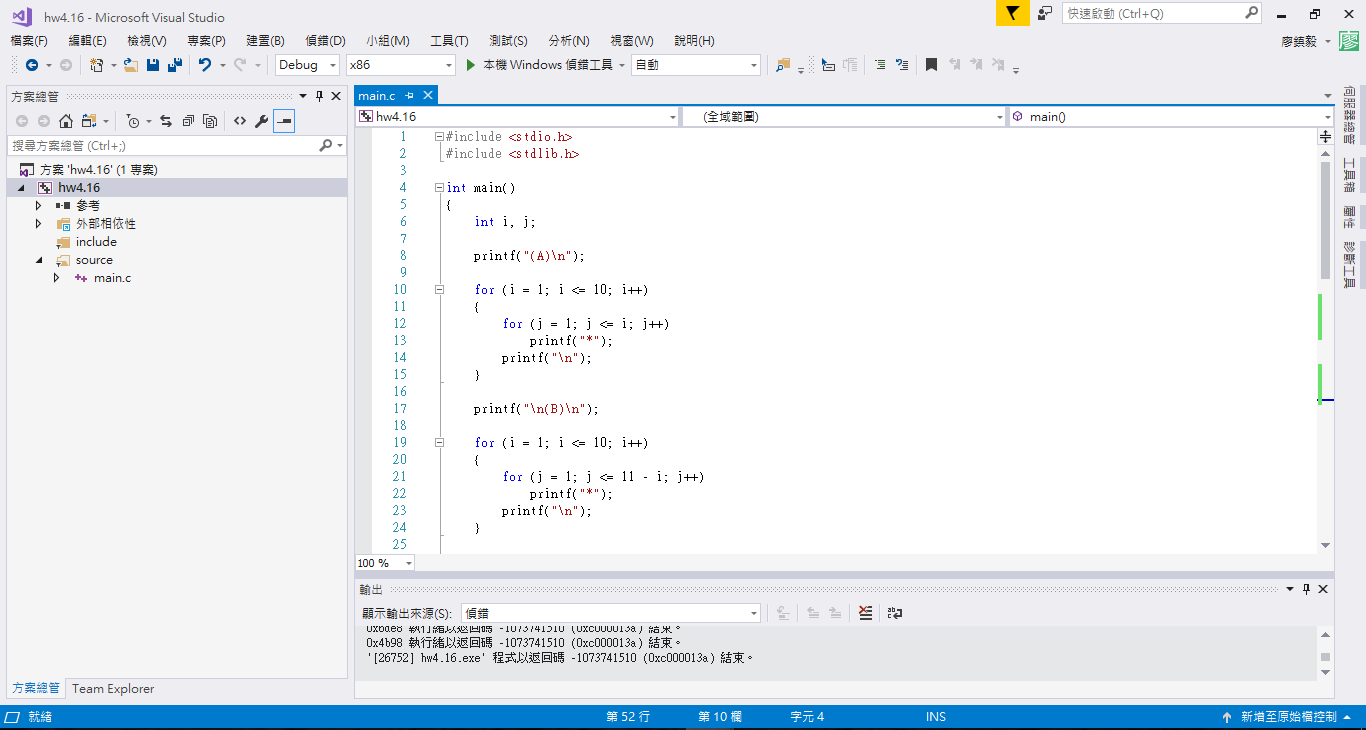 hw4.16 - Microsoft Visual Studio
快速啟動 (Ctrl+Q)
檔案(F) 編輯(E) 檢視(V) 專案(P) 建置(B) 偵錯(D) 小組(M) 工具(T) 測試(S) 分析(N) 視窗(W) 說明(H)
廖 毅 廖
Debug x86 本機 Windows 偵錯工具 自動
方案總管
搜尋方案總管 (Ctrl+;)
方案 'hw4.16' (1 專案)
hw4.16
參考
外部相依性
include
source
main.c
方案總管 Team Explorer
main.c
hw4.16 (全域範圍) main()
1 #include <stdio.h>
2 #include <stdlib.h>
3
4 int main()
5 {
6 int i, j;
7
8 printf("(A)\n");
9
10 for (i = 1; i <= 10; i++)
11 {
12 for (j = 1; j <= i; j++)
13 printf("*");
14 printf("\n");
15 }
16
17 printf("\n(B)\n");
18
19 for (i = 1; i <= 10; i++)
20 {
21 for (j = 1; j <= 11 - i; j++)
22 printf("*");
23 printf("\n");
24 }
25
100 %
輸出
顯示輸出來源(S): 偵錯
0x6de8 執行緒以返回碼 -1073741510 (0xc000013a) 結束。
0x4b98 執行緒以返回碼 -1073741510 (0xc000013a) 結束。
'[26752] hw4.16.exe' 程式以返回碼 -1073741510 (0xc000013a) 結束。
伺服器總管
工具箱
屬性
診斷工具
就緒 第 52 行 第 10 欄 字元 4 INS 新增至原始檔控制